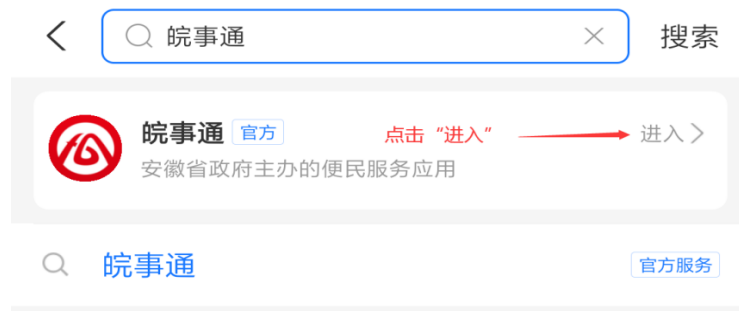 皖事通 搜索
皖事通 官方 点击“进入” 进入
安徽省政府主办的便民服务应用
皖事通 官方服务